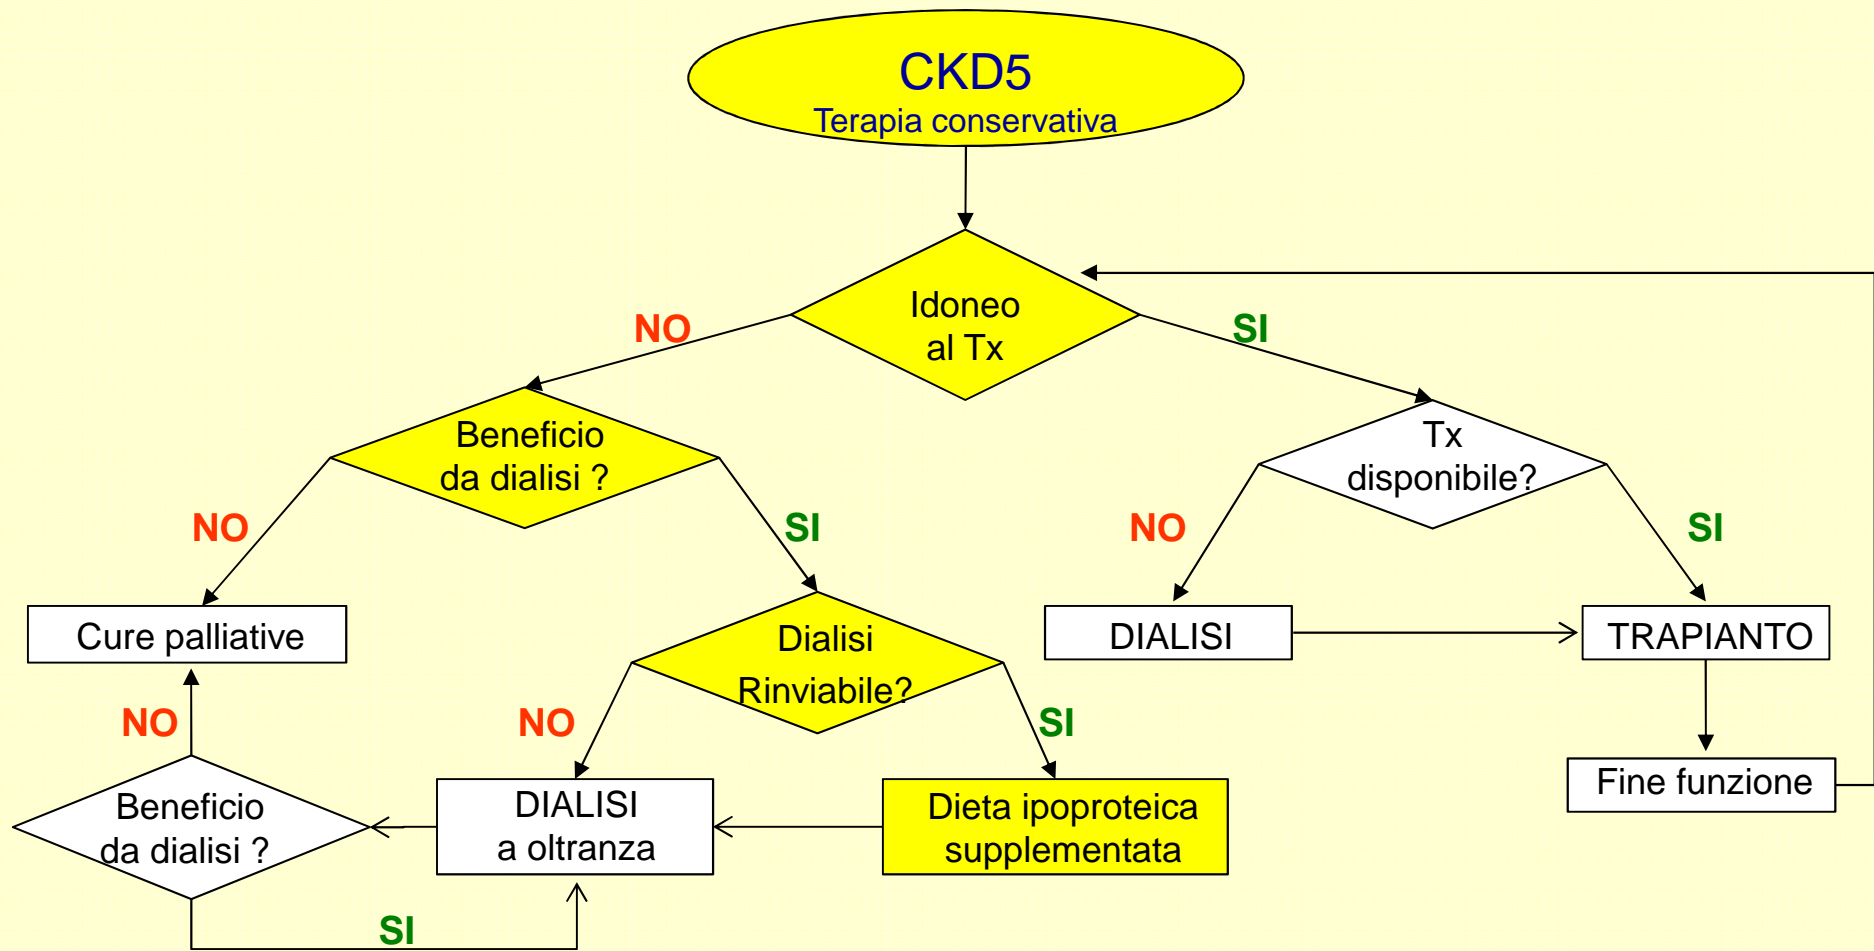 CKD5
Terapia conservativa
Idoneo
al Tx
NO
SI
Beneficio
da dialisi ?
Tx
disponibile?
NO
SI
NO
SI
Cure palliative
Dialisi
Rinviabile?
DIALISI
TRAPIANTO
NO
NO
SI
Beneficio
da dialisi ?
DIALISI
a oltranza
Dieta ipoproteica
supplementata
Fine funzione
SI